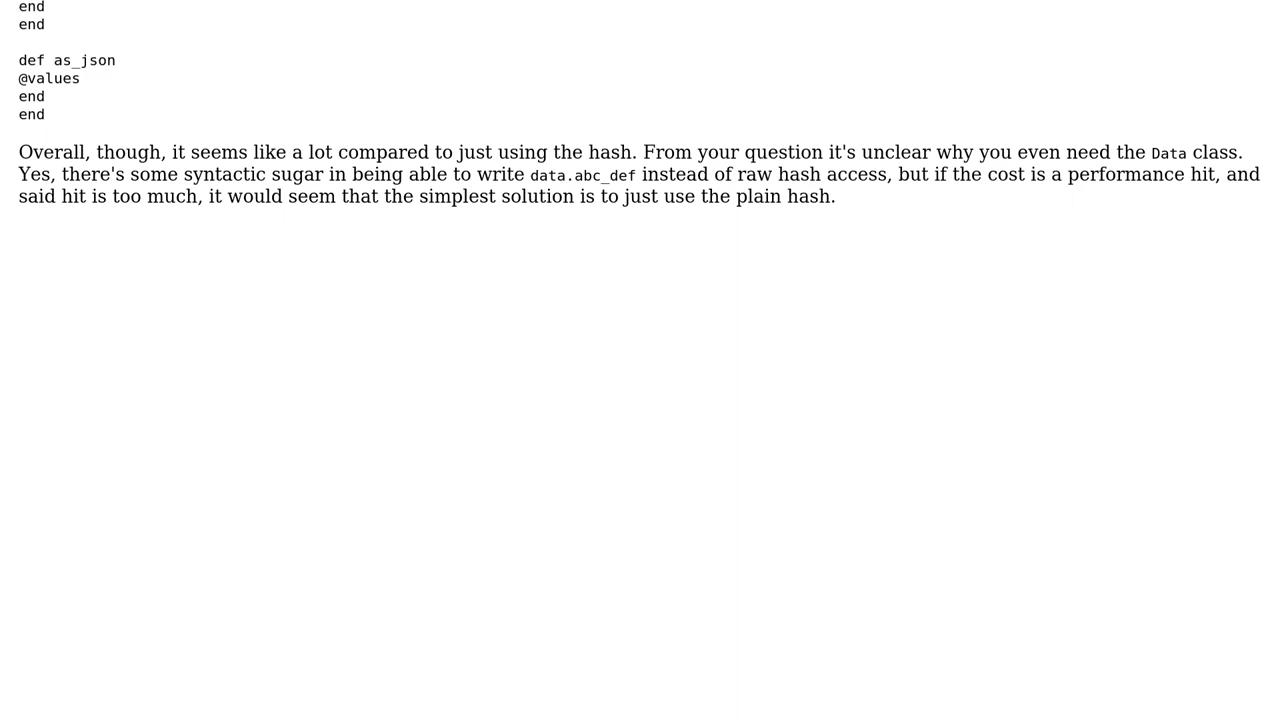 end
end
def as_json
@values
end
end
Overall, though, it seems like a lot compared to just using the hash. From your question it's unclear why you even need the Data class.
Yes, there's some syntactic sugar in being able to write data.abc_def instead of raw hash access, but if the cost is a performance hit, and
said hit is too much, it would seem that the simplest solution is to just use the plain hash.